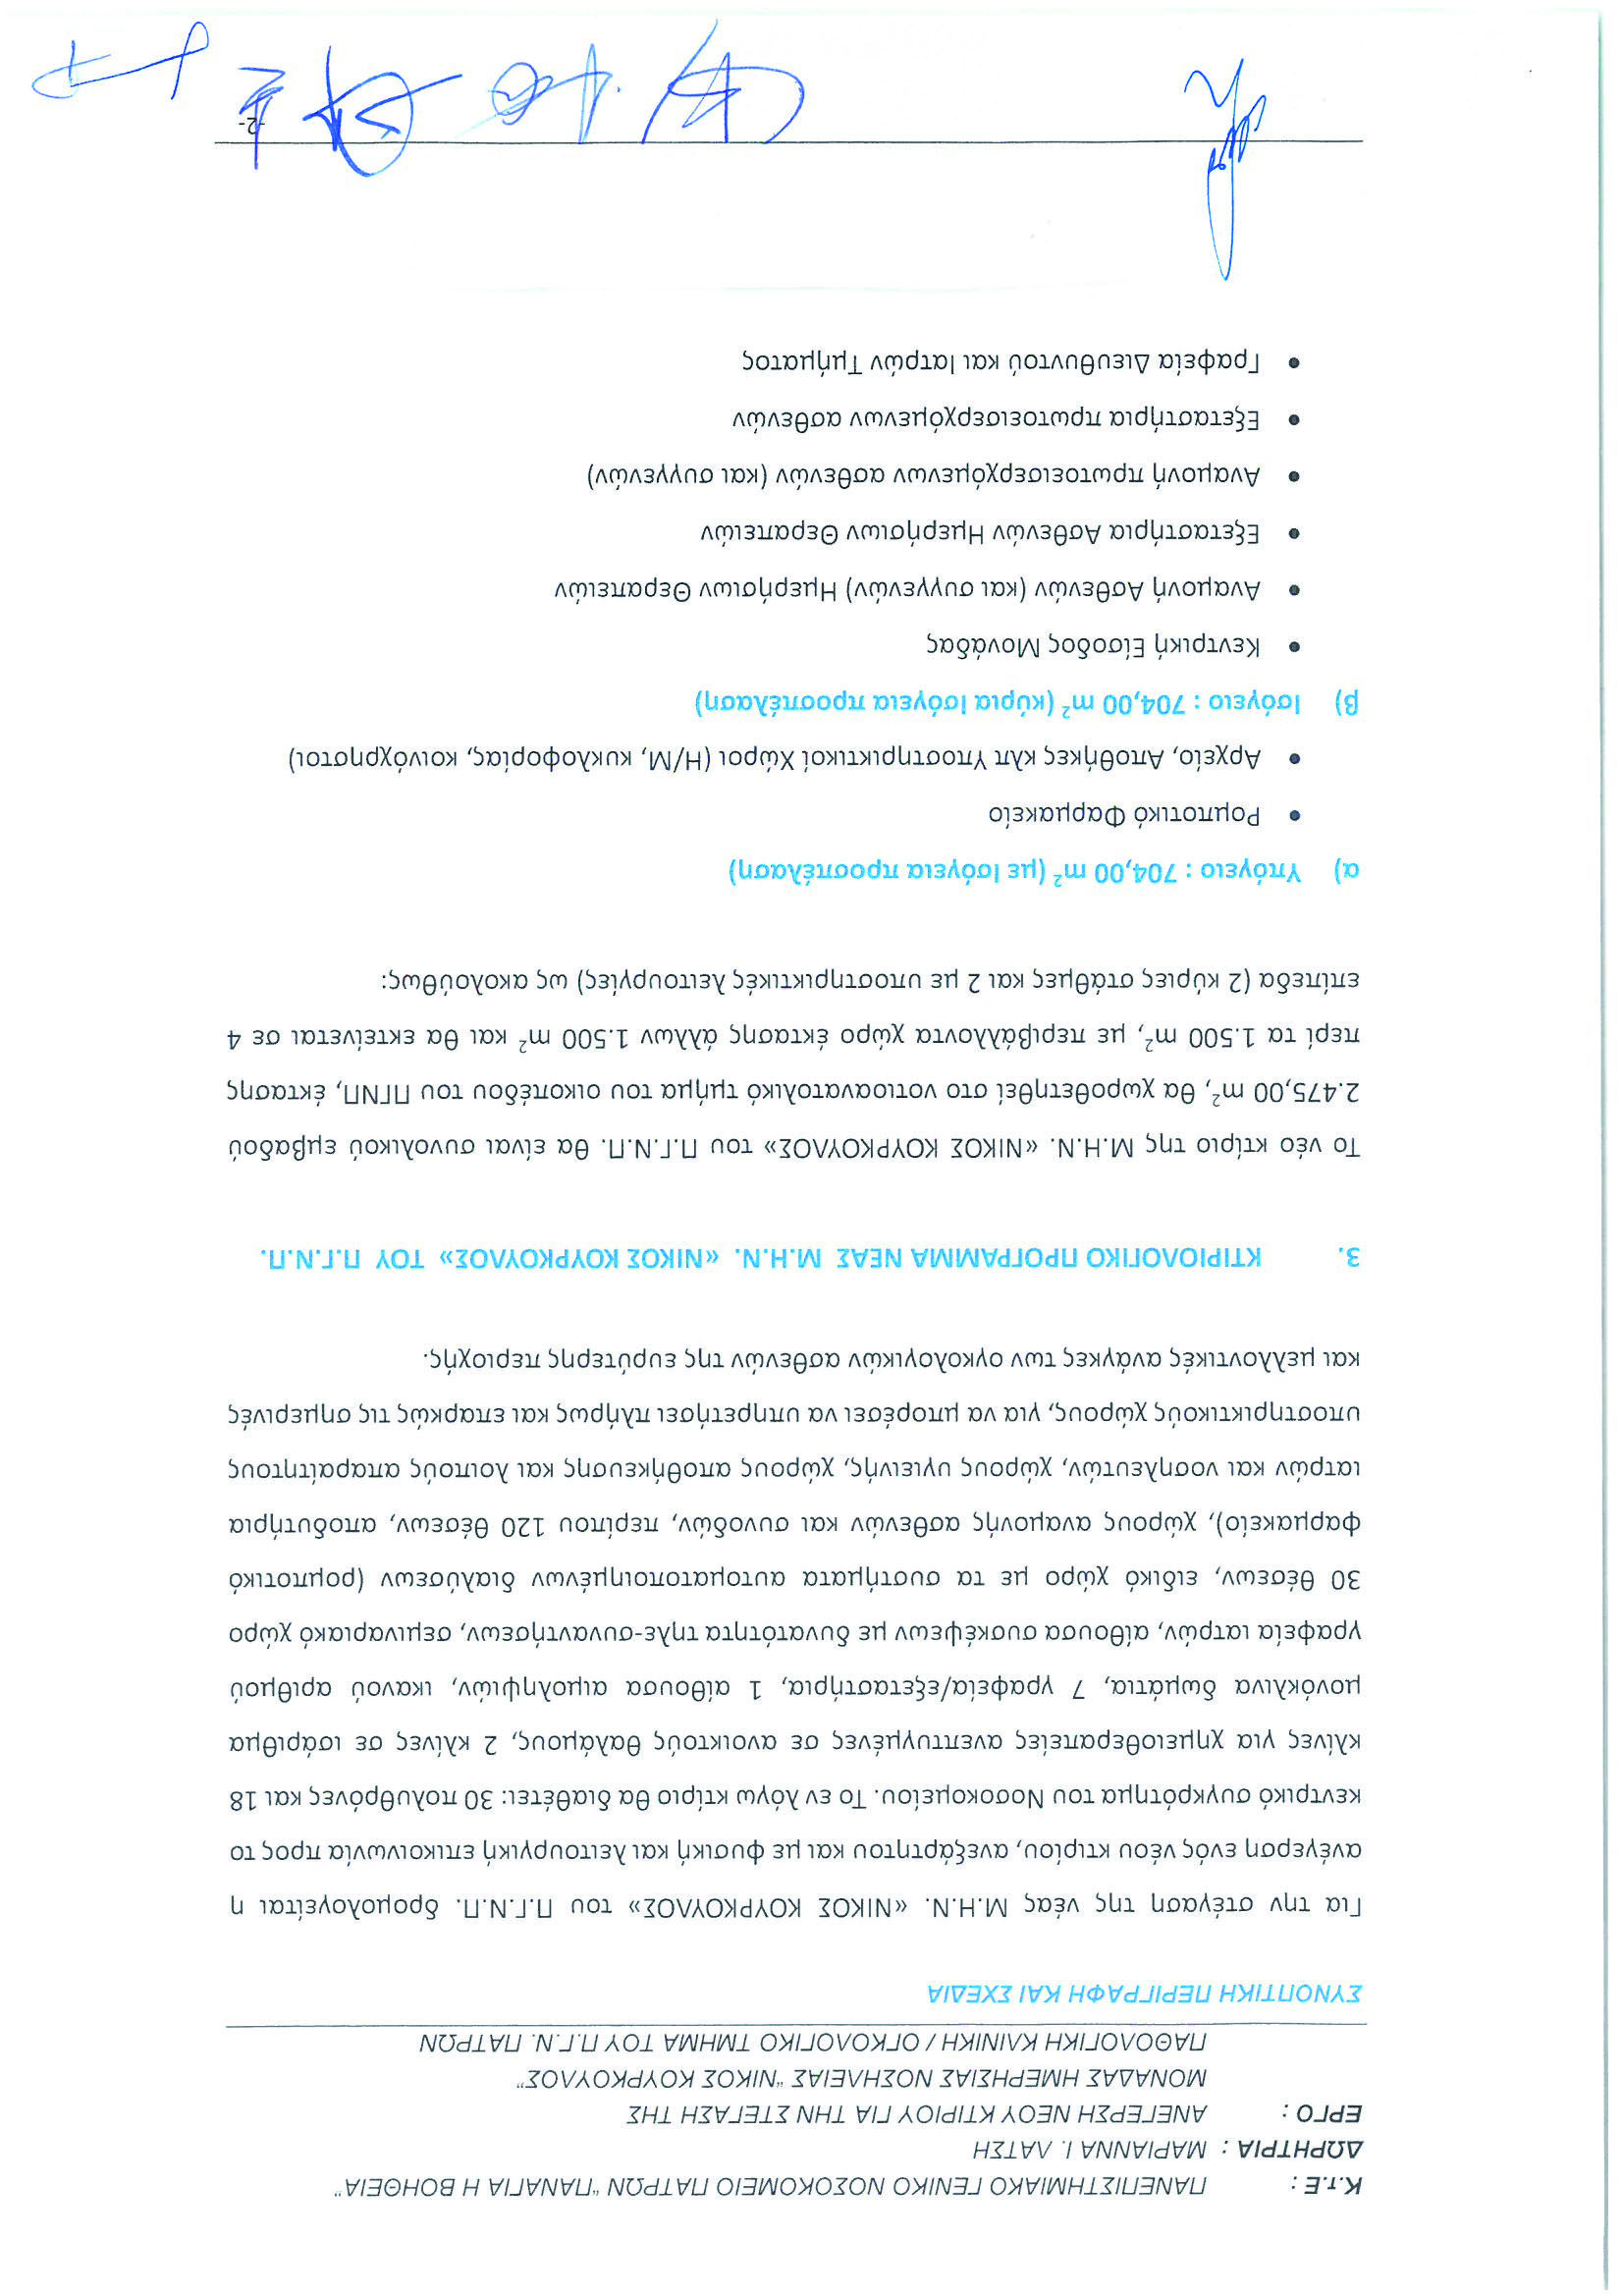 Κ.τ.Ε : ΠΑΝΕΠΙΣΤΗΜΙΑΚΟ ΓΕΝΙΚΟ ΝΟΣΟΚΟΜΕΙΟ ΠΑΤΡΩΝ "ΠΑΝΑΓΙΑ Η ΒΟΗΘΕΙΑ"
ΔΩΡΗΤΡΙΑ : ΜΑΡΙΑΝΝΑ Ι. ΛΑΤΣΗ
ΕΡΓΟ : ΑΝΕΓΕΡΣΗ ΝΕΟΥ ΚΤΙΡΙΟΥ ΓΙΑ ΤΗΝ ΣΤΕΓΑΣΗ ΤΗΣ
ΜΟΝΑΔΑΣ ΗΜΕΡΗΣΙΑΣ ΝΟΣΗΛΕΙΑΣ "ΝΙΚΟΣ ΚΟΥΡΚΟΥΛΟΣ"
ΠΑΘΟΛΟΓΙΚΗ ΚΛΙΝΙΚΗ / ΟΓΚΟΛΟΓΙΚΟ ΤΜΗΜΑ ΤΟΥ Π.Γ.Ν. ΠΑΤΡΩΝ
ΣΥΝΟΠΤΙΚΗ ΠΕΡΙΓΡΑΦΗ ΚΑΙ ΣΧΕΔΙΑ
Για την στέγαση της νέας Μ.Η.Ν. «ΝΙΚΟΣ ΚΟΥΡΚΟΥΛΟΣ» του Π.Γ.Ν.Π. δρομολογείται η
ανέγερση ενός νέου κτιρίου, ανεξάρτητου και με φυσική και λειτουργική επικοινωνία προς το
κεντρικό συγκρότημα του Νοσοκομείου. Το εν λόγω κτίριο θα διαθέτει: 30 πολυθρόνες και 18
κλίνες για χημειοθεραπείες ανεπτυγμένες σε ανοικτούς θαλάμους, 2 κλίνες σε ισάριθμα
μονόκλινα δωμάτια, 7 γραφεία/εξεταστήρια, 1 αίθουσα αιμοληψιών, ικανού αριθμού
γραφεία ιατρών, αίθουσα συσκέψεων με δυνατότητα τηλε-συναντήσεων, σεμιναριακό χώρο
30 θέσεων, ειδικό χώρο με τα συστήματα αυτοματοποιημένων διαλύσεων (ρομποτικό
φαρμακείο), χώρους αναμονής ασθενών και συνοδών, περίπου 120 θέσεων, αποδυτήρια
ιατρών και νοσηλευτών, χώρους υγιεινής, χώρους αποθήκευσης και λοιπούς απαραίτητους
υποστηρικτικούς χώρους, για να μπορέσει να υπηρετήσει πλήρως και επαρκώς τις σημερινές
και μελλοντικές ανάγκες των ογκολογικών ασθενών της ευρύτερης περιοχής.
3. ΚΤΙΡΙΟΛΟΓΙΚΟ ΠΡΟΓΡΑΜΜΑ ΝΕΑΣ Μ.Η.Ν. «ΝΙΚΟΣ ΚΟΥΡΚΟΥΛΟΣ» ΤΟΥ Π.Γ.Ν.Π.
Το νέο κτίριο της Μ.Η.Ν. «ΝΙΚΟΣ ΚΟΥΡΚΟΥΛΟΣ» του Π.Γ.Ν.Π. θα είναι συνολικού εμβαδού
2.475,00 m², θα χωροθετηθεί στο νοτιοανατολικό τμήμα του οικοπέδου του ΠΓΝΠ, έκτασης
περί τα 1.500 m², με περιβάλλοντα χώρο έκτασης άλλων 1.500 m² και θα εκτείνεται σε 4
επίπεδα (2 κύριες στάθμες και 2 με υποστηρικτικές λειτουργίες) ως ακολούθως:
α) Υπόγειο : 704,00 m² (με Ισόγεια προσπέλαση)
• Ρομποτικό Φαρμακείο
• Αρχείο, Αποθήκες κλπ Υποστηρικτικοί Χώροι (Η/Μ, κυκλοφορίας, κοινόχρηστοι)
β) Ισόγειο : 704,00 m² (κύρια Ισόγεια προσπέλαση)
• Κεντρική Είσοδος Μονάδας
• Αναμονή Ασθενών (και συγγενών) Ημερήσιων Θεραπειών
• Εξεταστήρια Ασθενών Ημερήσιων Θεραπειών
• Αναμονή πρωτοεισερχόμενων ασθενών (και συγγενών)
• Εξεταστήρια πρωτοεισερχόμενων ασθενών
• Γραφεία Διευθυντού και Ιατρών Τμήματος
-2-